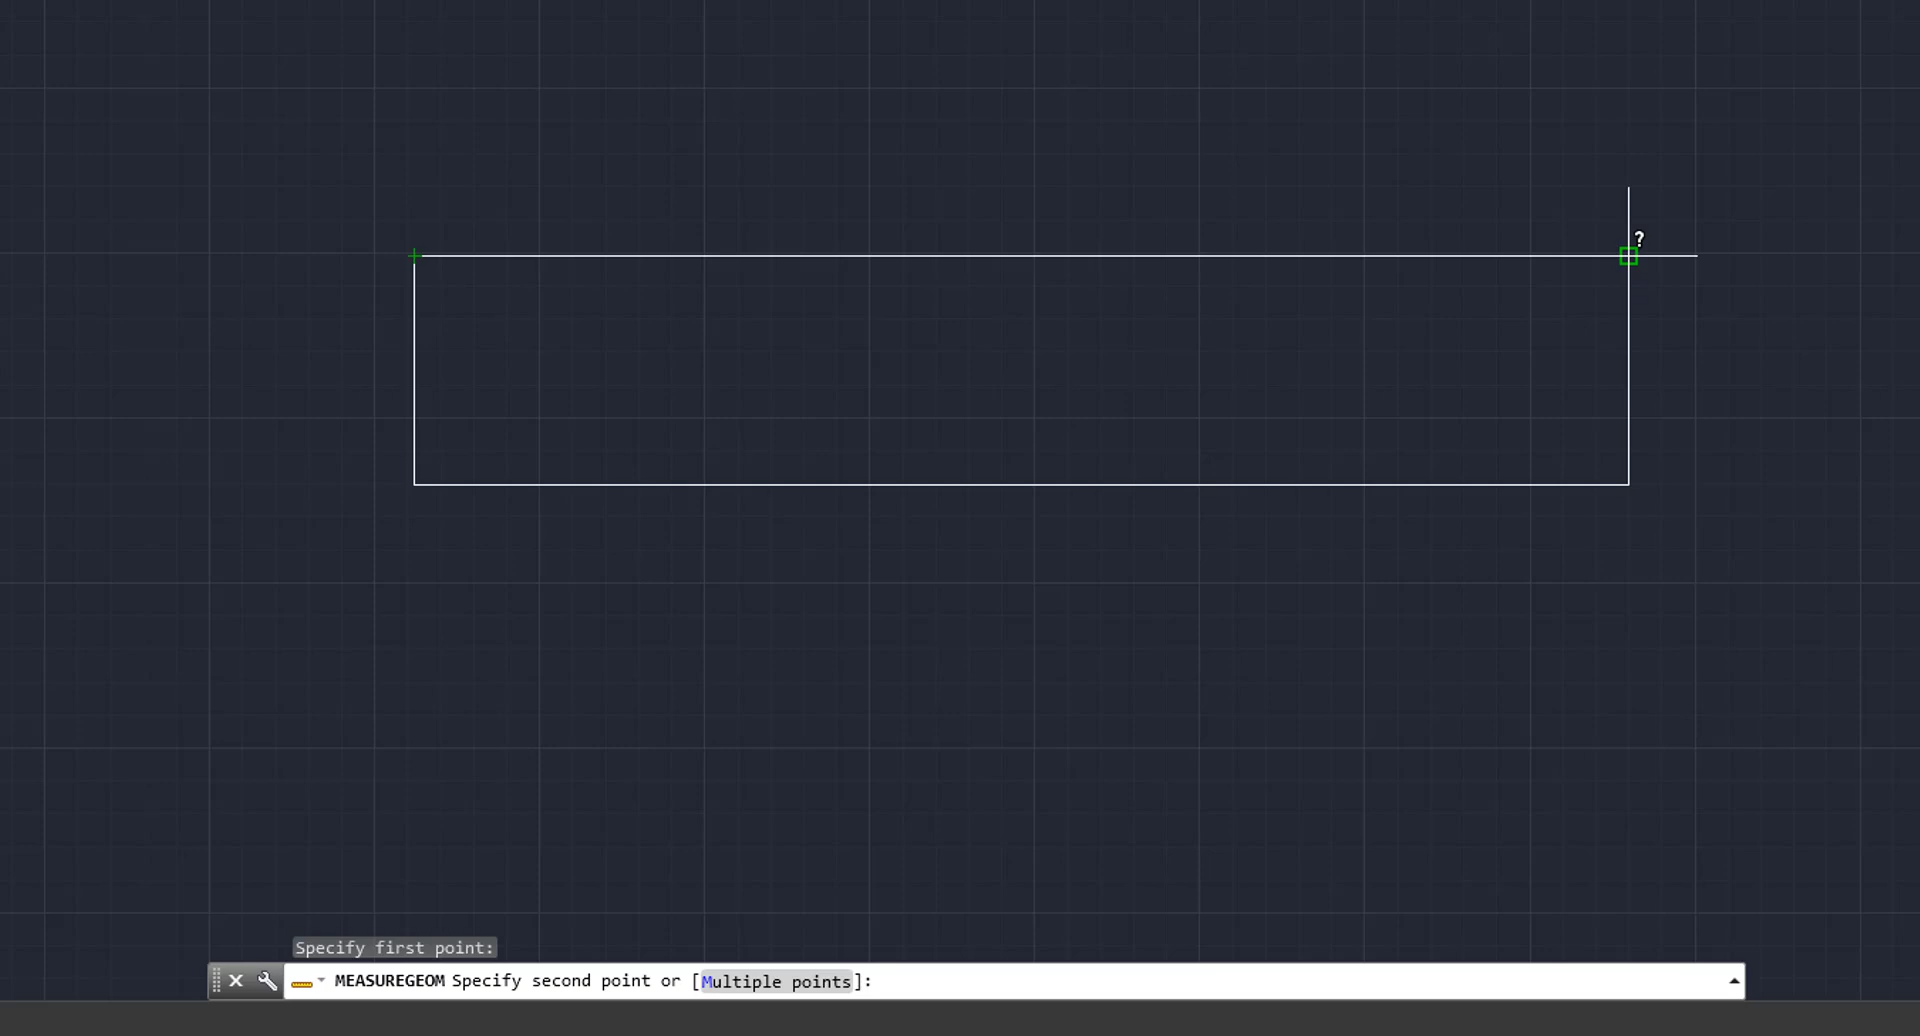 ?
Specify first point:
MEASUREGEOM Specify second point or [Multiple points]: